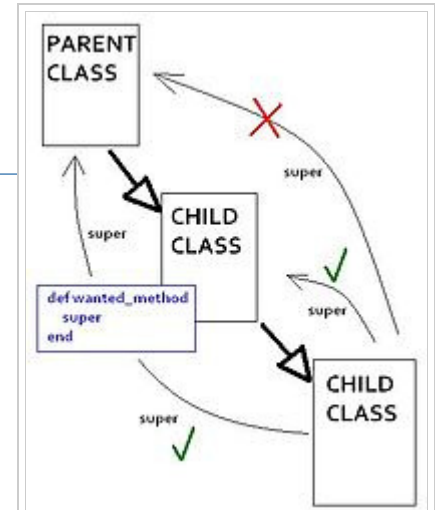 PARENT
CLASS
super
super
CHILD
CLASS
def wanted_method
super
end
super
CHILD
CLASS
super